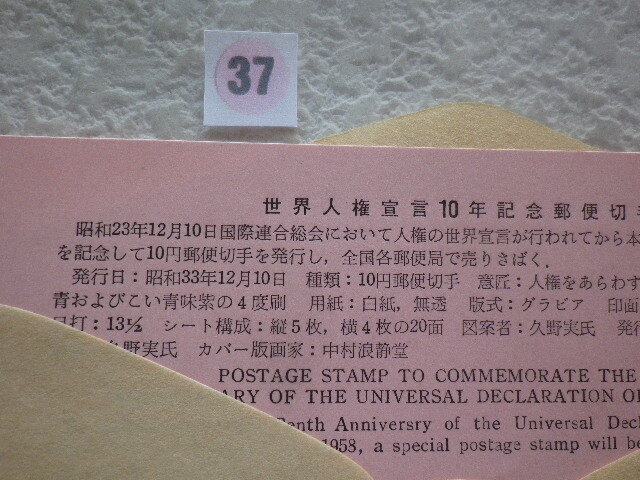 37
世界人権宣言10年記念郵便切手
昭和23年12月10日国際連合総会において人権の世界宣言が行われてから本
を記念して10円郵便切手を発行し，全国各郵便局で売りさばく．
発行日：昭和33年12月10日　種類：10円郵便切手　意匠：人権をあらわす
青およびこい青味紫の4度刷　用紙：白紙，無透　版式：グラビア　印面
目打：13½　シート構成：縦5枚，横4枚の20面　図案者：久野実氏　発行
久野実氏　カバー版画家：中村浪静堂
POSTAGE STAMP TO COMMEMORATE THE
ARY OF THE UNIVERSAL DECLARATION O
enth Anniversry of the Universal Decl
1958, a special postage stamp will be